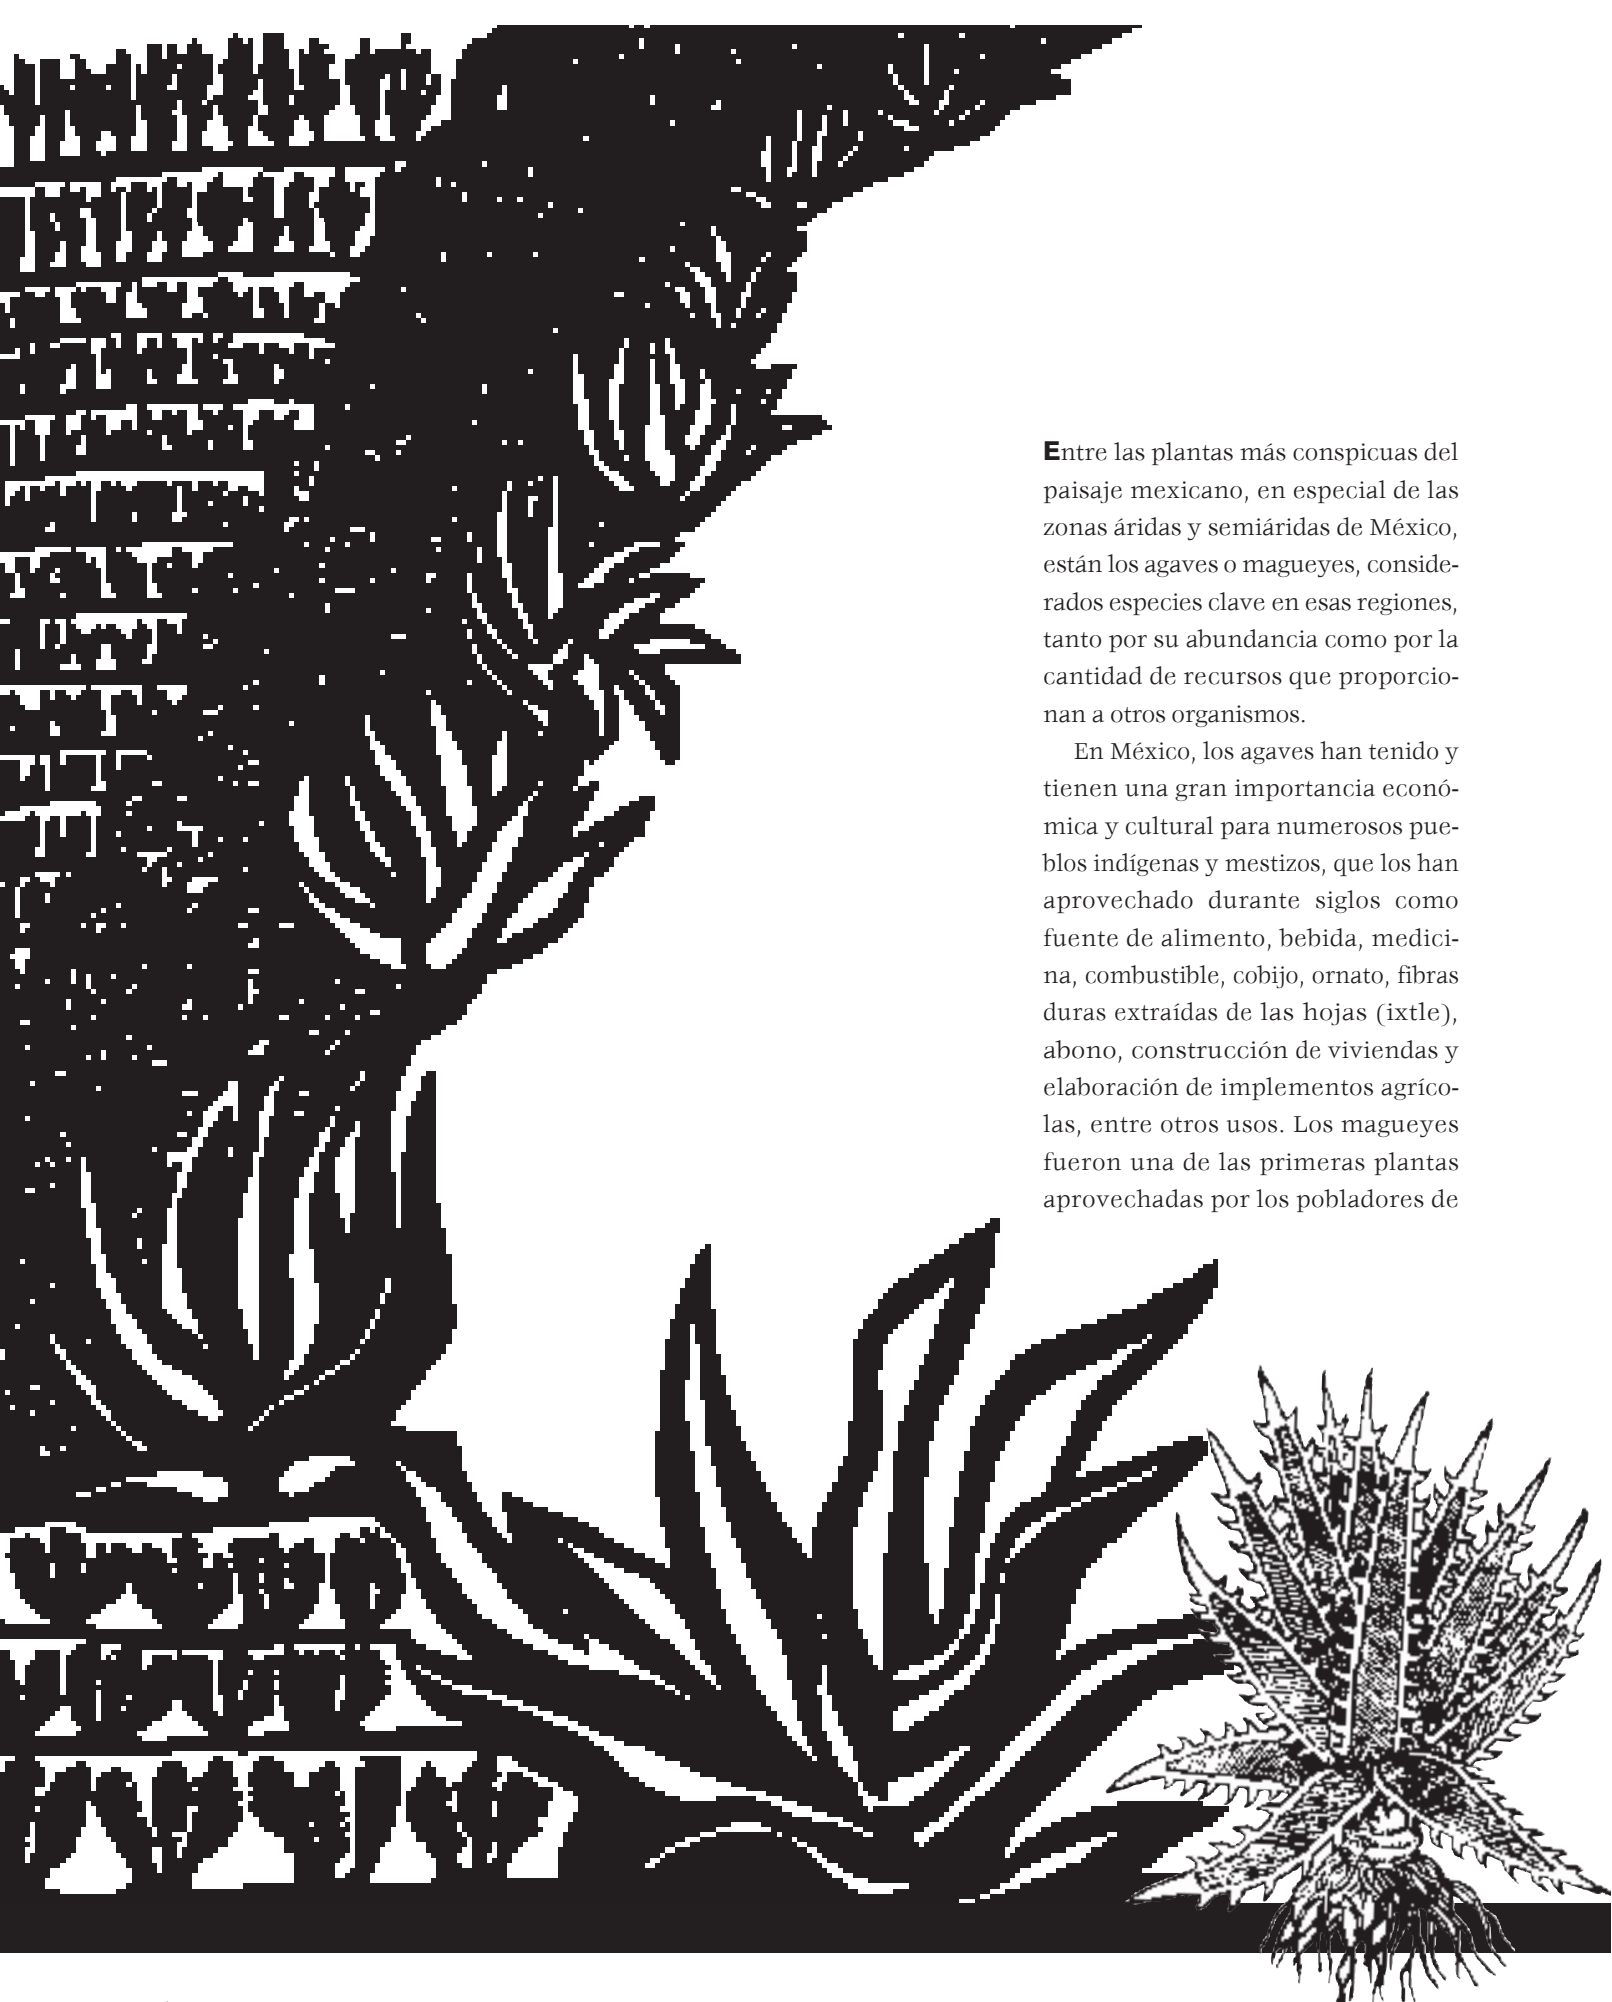 Entre las plantas más conspicuas del
paisaje mexicano, en especial de las
zonas áridas y semiáridas de México,
están los agaves o magueyes, conside-
rados especies clave en esas regiones,
tanto por su abundancia como por la
cantidad de recursos que proporcio-
nan a otros organismos.
En México, los agaves han tenido y
tienen una gran importancia econó-
mica y cultural para numerosos pue-
blos indígenas y mestizos, que los han
aprovechado durante siglos como
fuente de alimento, bebida, medici-
na, combustible, cobijo, ornato, fibras
duras extraídas de las hojas (ixtle),
abono, construcción de viviendas y
elaboración de implementos agríco-
las, entre otros usos. Los magueyes
fueron una de las primeras plantas
aprovechadas por los pobladores de